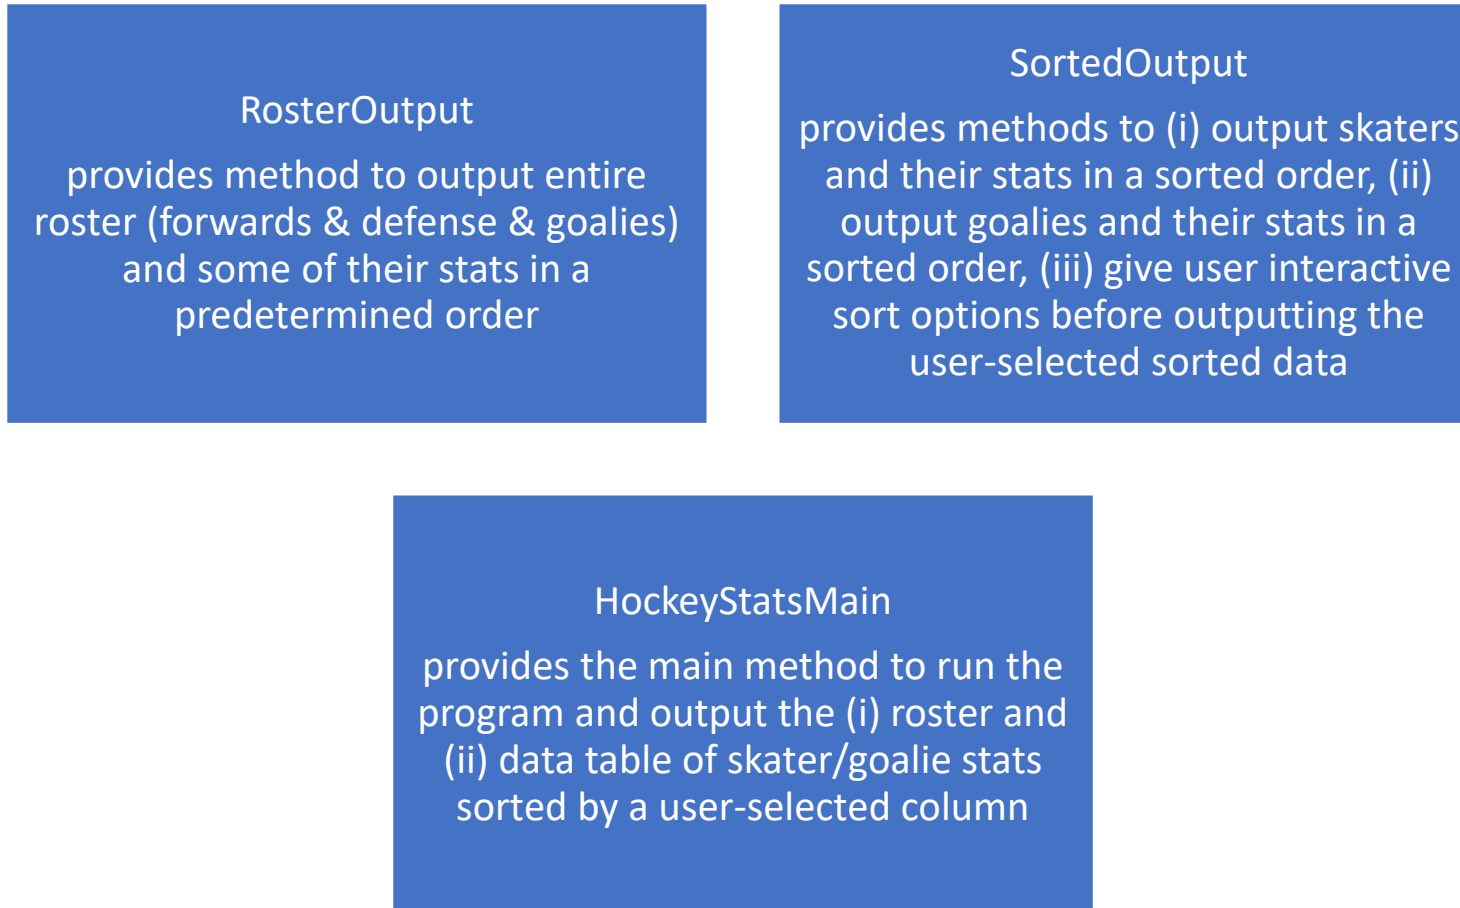 RosterOutput
provides method to output entire
roster (forwards & defense & goalies)
and some of their stats in a
predetermined order
SortedOutput
provides methods to (i) output skaters
and their stats in a sorted order, (ii)
output goalies and their stats in a
sorted order, (iii) give user interactive
sort options before outputting the
user-selected sorted data
HockeyStatsMain
provides the main method to run the
program and output the (i) roster and
(ii) data table of skater/goalie stats
sorted by a user-selected column